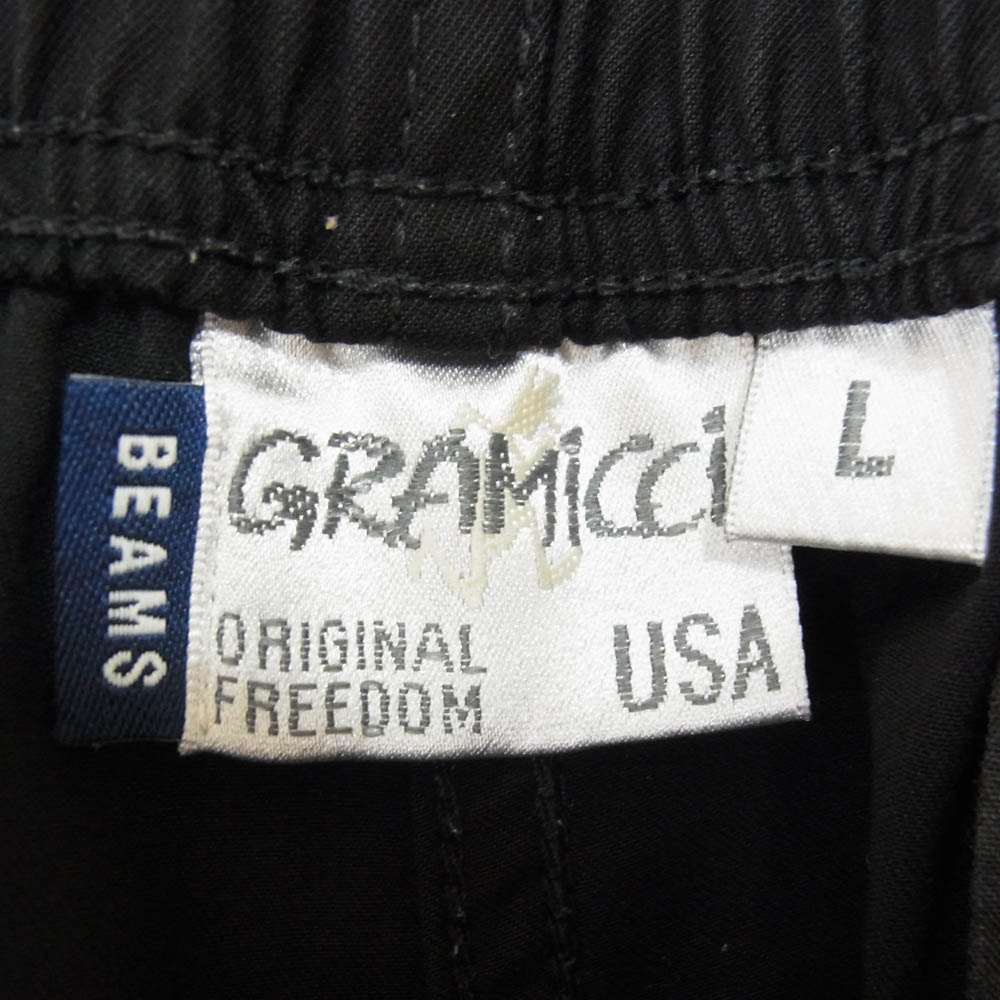 BEAMS
GRAMiCCi
L
ORIGINAL
FREEDOM
USA